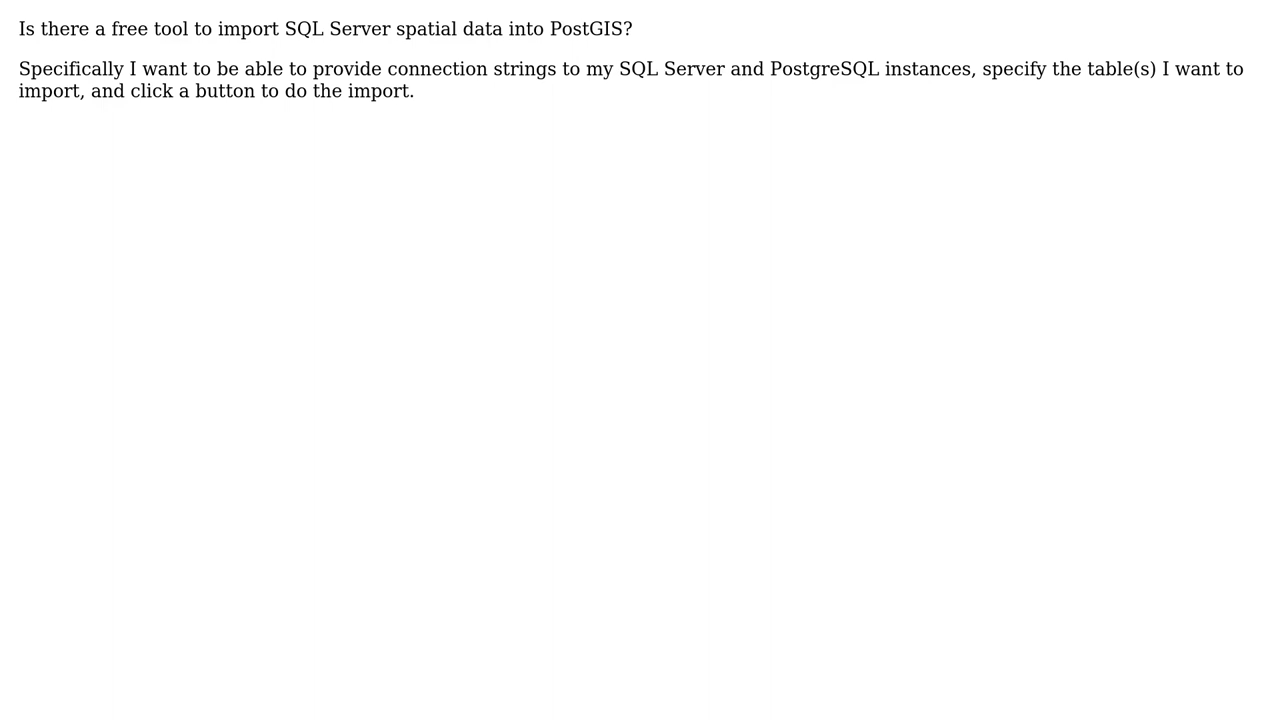 Is there a free tool to import SQL Server spatial data into PostGIS?
Specifically I want to be able to provide connection strings to my SQL Server and PostgreSQL instances, specify the table(s) I want to
import, and click a button to do the import.